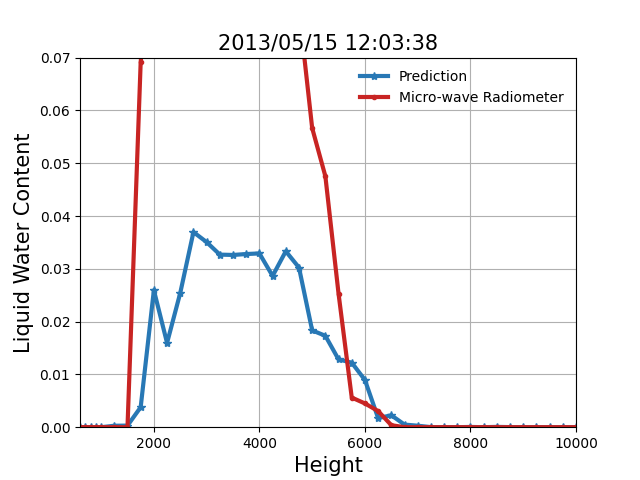 2013/05/15 12:03:38
Prediction
Micro-wave Radiometer
Liquid Water Content
0.07
0.06
0.05
0.04
0.03
0.02
0.01
0.00
2000 4000 6000 8000 10000
Height